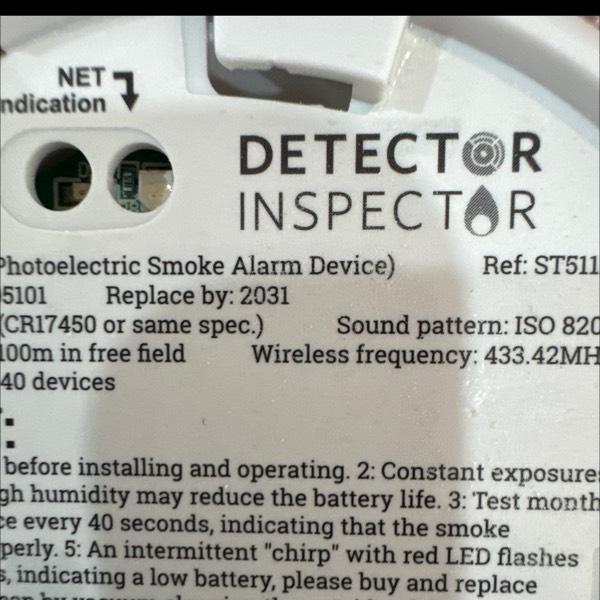 NET
ndication
DETECTOR
INSPECTOR
Photoelectric Smoke Alarm Device) Ref: ST511
5101 Replace by: 2031
(CR17450 or same spec.) Sound pattern: ISO 820
100m in free field Wireless frequency: 433.42MH
40 devices
before installing and operating. 2: Constant exposure
gh humidity may reduce the battery life. 3: Test month
ce every 40 seconds, indicating that the smoke
perly. 5: An intermittent "chirp" with red LED flashes
s, indicating a low battery, please buy and replace